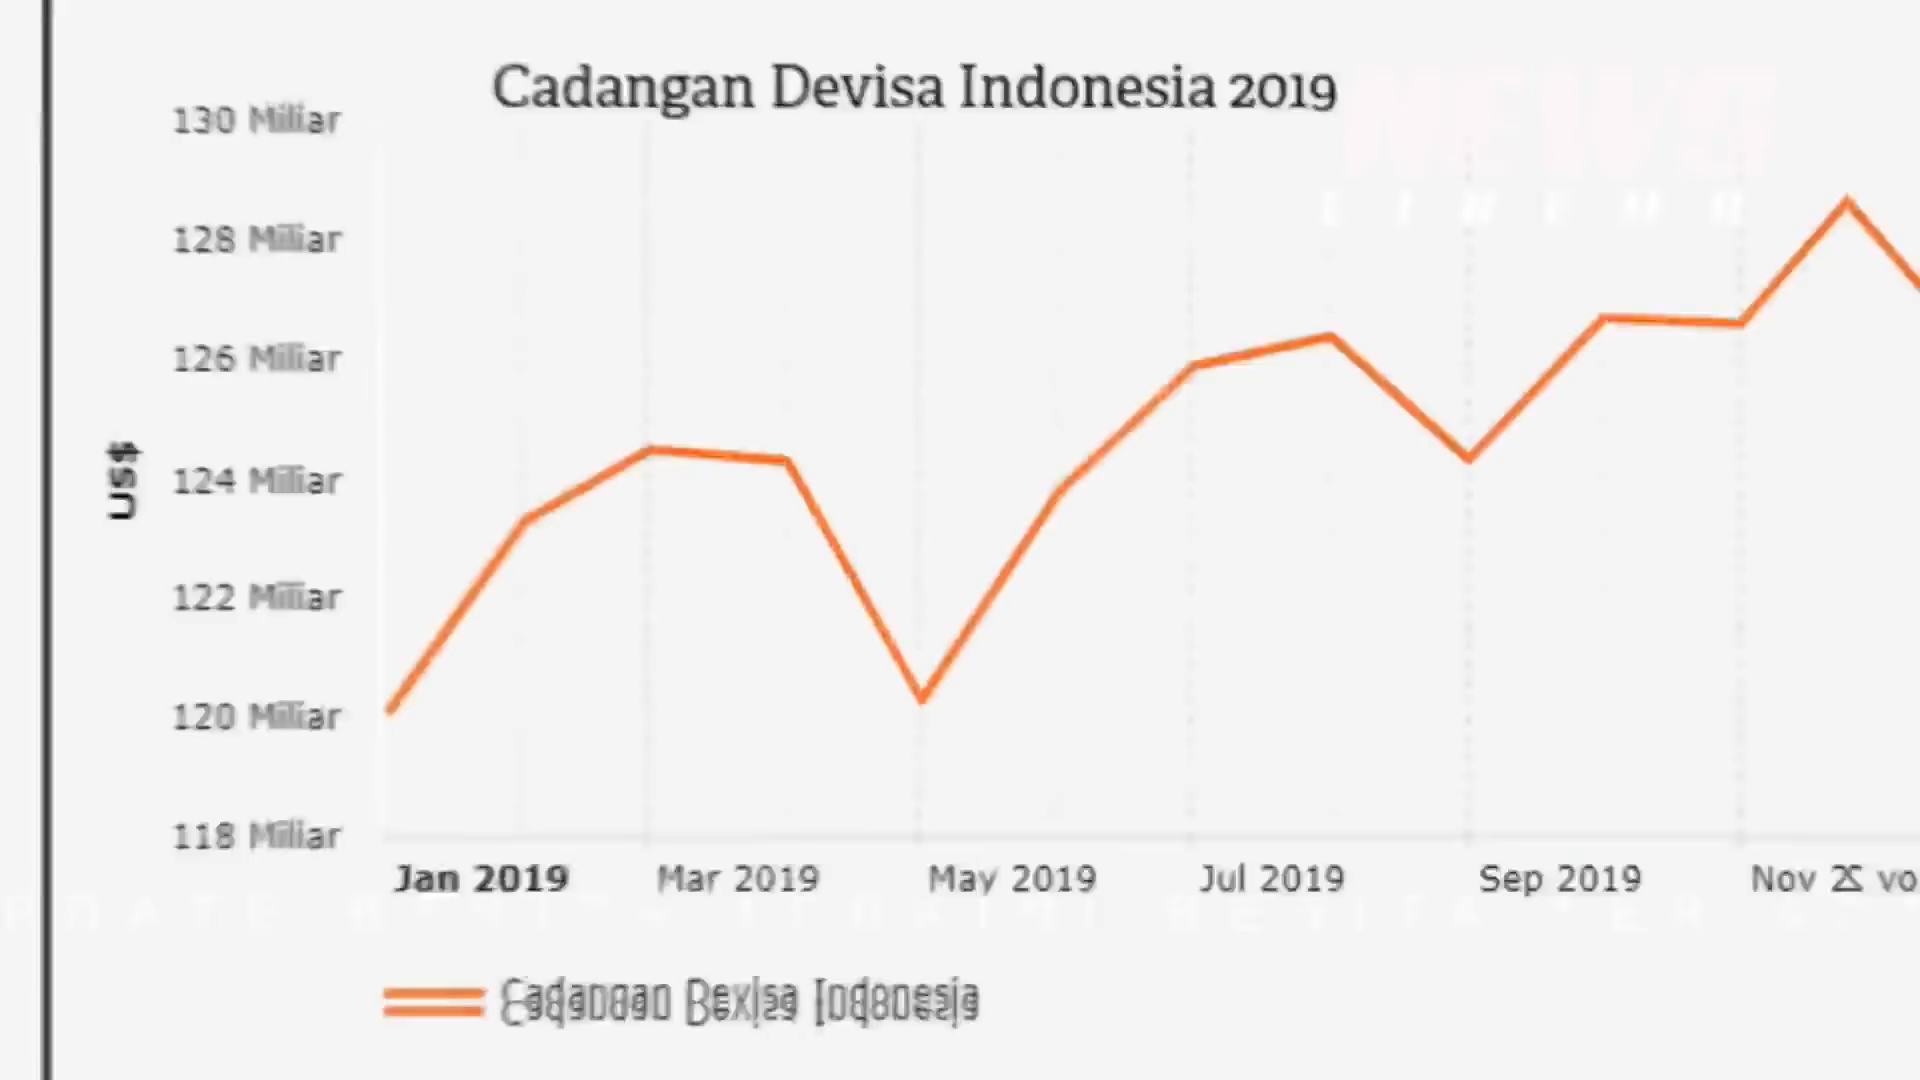 Cadangan Devisa Indonesia 2019
130 Miliar
128 Miliar
126 Miliar
124 Miliar
122 Miliar
120 Miliar
118 Miliar
US$
Jan 2019 Mar 2019 May 2019 Jul 2019 Sep 2019 Nov
Cadangan Devisa Indonesia